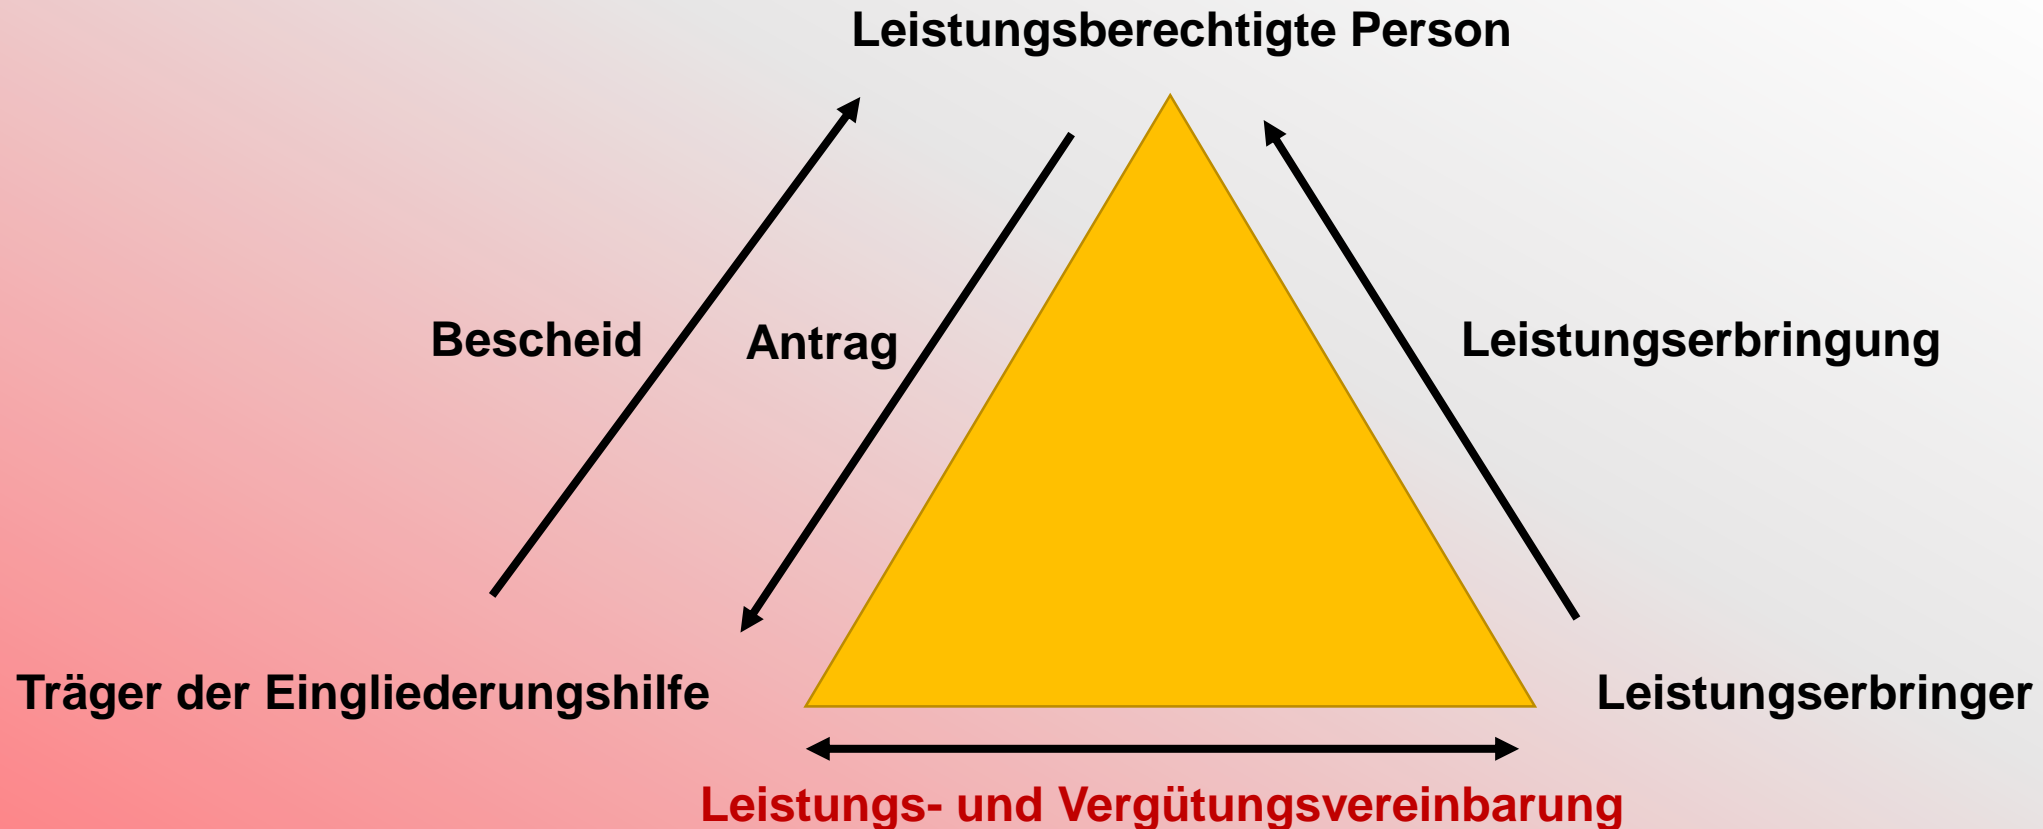 Leistungsberechtigte Person
Bescheid
Antrag
Leistungserbringung
Träger der Eingliederungshilfe
Leistungserbringer
Leistungs- und Vergütungsvereinbarung